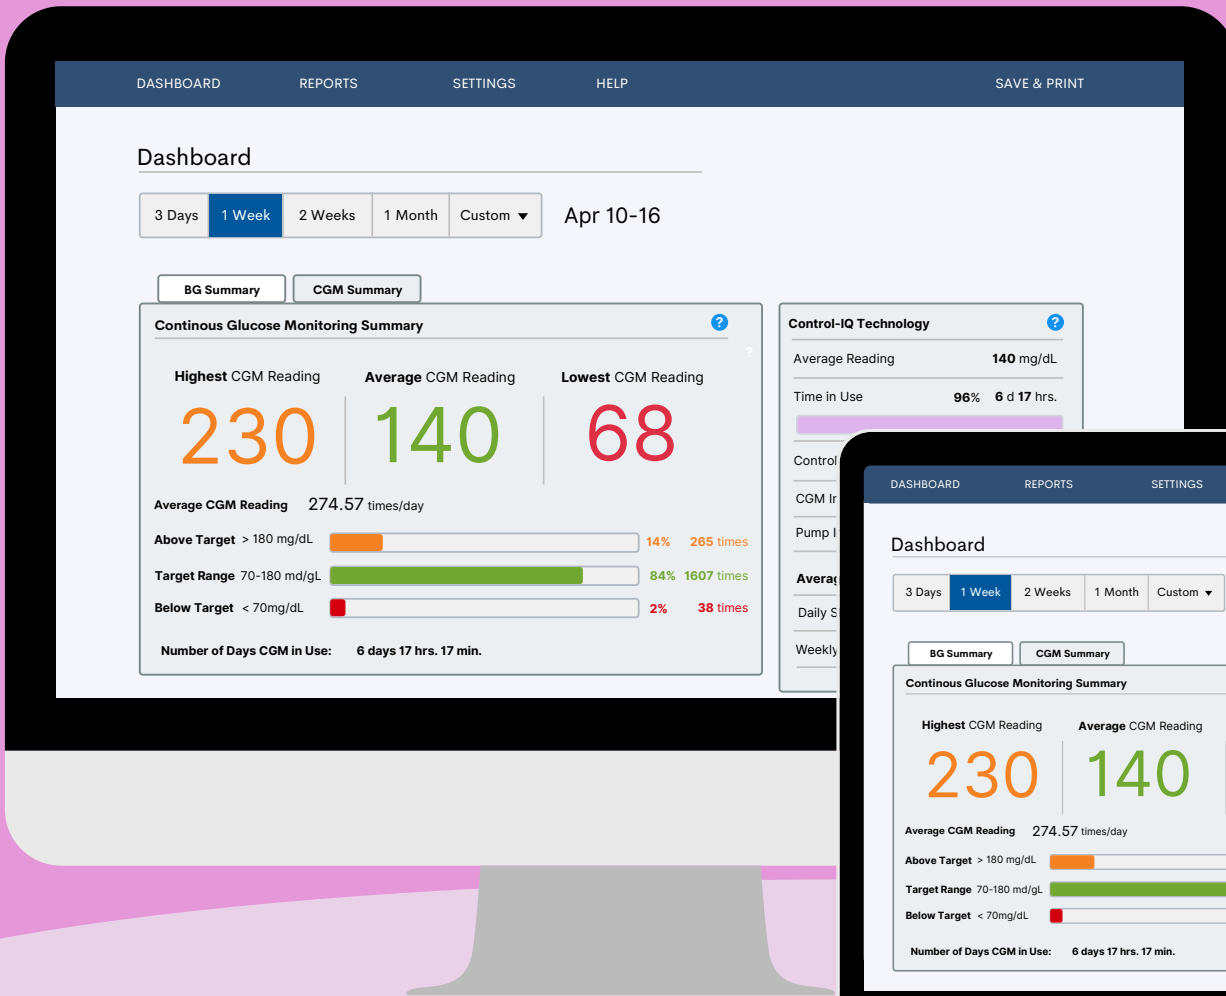 DASHBOARD REPORTS SETTINGS HELP SAVE & PRINT
Dashboard
3 Days 1 Week 2 Weeks 1 Month Custom Apr 10-16
BG Summary CGM Summary
Continous Glucose Monitoring Summary ?
?
Highest CGM Reading Average CGM Reading Lowest CGM Reading
230 140 68
Average CGM Reading 274.57 times/day
Above Target > 180 mg/dL 14% 265 times
Target Range 70-180 md/gL 84% 1607 times
Below Target < 70mg/dL 2% 38 times
Number of Days CGM in Use: 6 days 17 hrs. 17 min.
Control-IQ Technology ?
Average Reading 140 mg/dL
Time in Use 96% 6 d 17 hrs.
Control
CGM
Pump
Daily
Weekly
DASHBOARD REPORTS SETTINGS
Dashboard
3 Days 1 Week 2 Weeks 1 Month Custom
BG Summary CGM Summary
Continous Glucose Monitoring Summary
Highest CGM Reading Average CGM Reading
230 140
Average CGM Reading 274.57 times/day
Above Target > 180 mg/dL
Target Range 70-180 md/gL
Below Target < 70mg/dL
Number of Days CGM in Use: 6 days 17 hrs. 17 min.